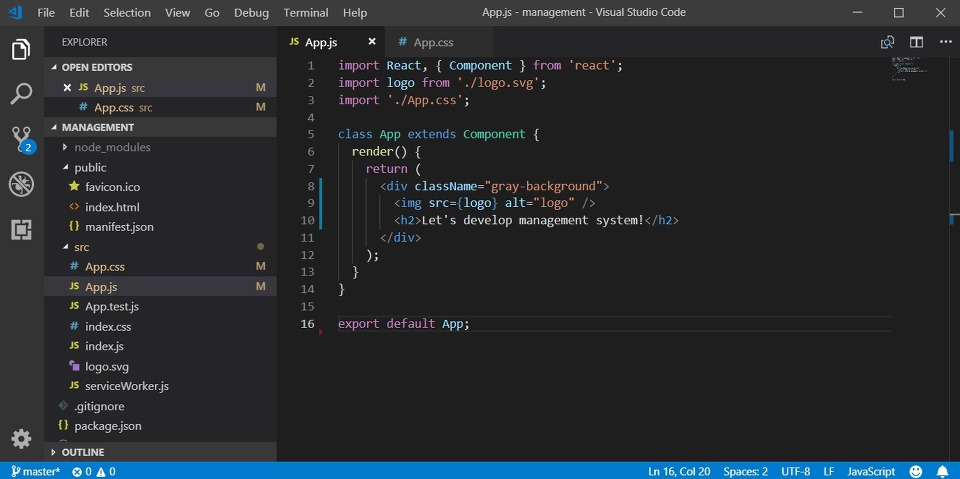 File Edit Selection View Go Debug Terminal Help App.js - management - Visual Studio Code
EXPLORER
OPEN EDITORS
JS App.js src M
# App.css src M
MANAGEMENT
node_modules
public
favicon.ico
<> index.html
{} manifest.json
src
# App.css M
JS App.js M
JS App.test.js
# index.css
JS index.js
logo.svg
JS serviceWorker.js
.gitignore
{} package.json
OUTLINE
2
JS App.js # App.css
1 import React, { Component } from 'react';
2 import logo from './logo.svg';
3 import './App.css';
4
5 class App extends Component {
6 render() {
7 return (
8 <div className="gray-background">
9 <img src={logo} alt="logo" />
10 <h2>Let's develop management system!</h2>
11 </div>
12 );
13 }
14 }
15
16 export default App;
master* 0 0 Ln 16, Col 20 Spaces: 2 UTF-8 LF JavaScript